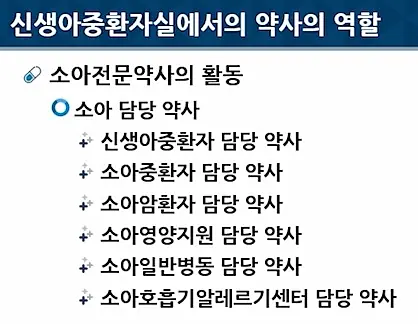 신생아중환자실에서의 약사의 역할
소아전문약사의 활동
소아 담당 약사
신생아중환자 담당 약사
소아중환자 담당 약사
소아암환자 담당 약사
소아영양지원 담당 약사
소아일반병동 담당 약사
소아호흡기알레르기센터 담당 약사